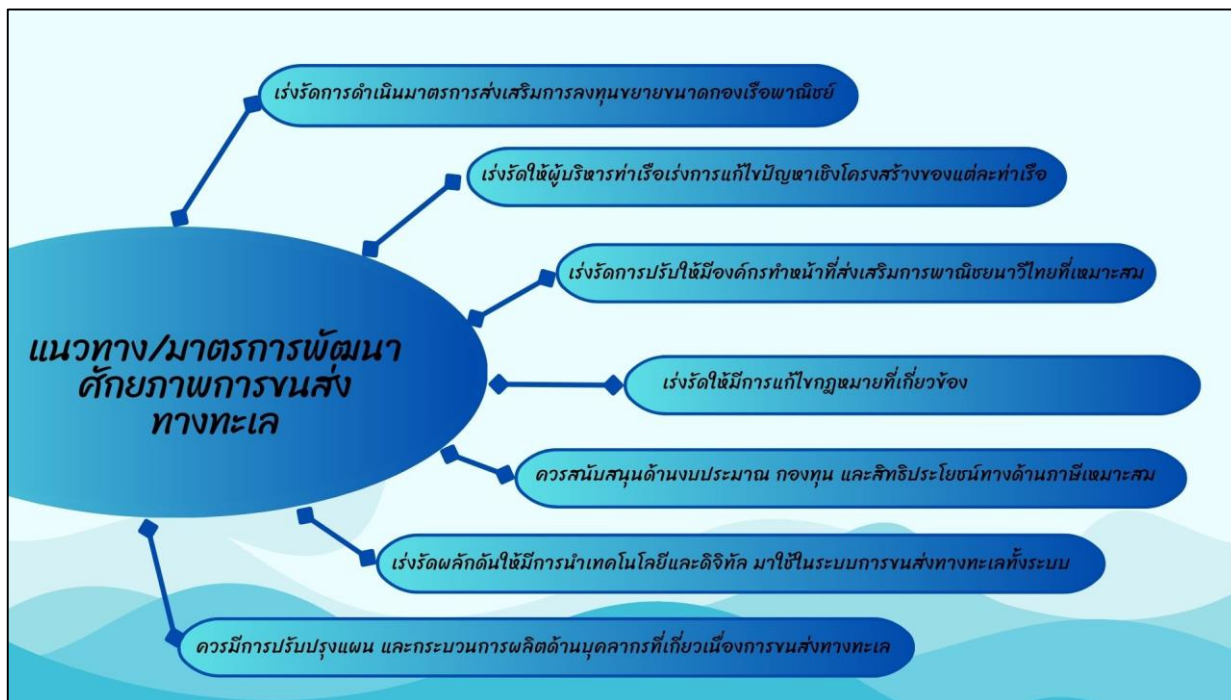 เร่งรัดการดำเนินมาตรการส่งเสริมการลงทุนขยายขนาดกองเรือพาณิชย์
เร่งรัดให้ผู้บริหารท่าเรือเร่งการแก้ไขปัญหาเชิงโครงสร้างของแต่ละท่าเรือ
เร่งรัดการปรับให้มีองค์กรทำหน้าที่ส่งเสริมการพาณิชยนาวีไทยที่เหมาะสม
แนวทาง/มาตรการพัฒนา
ศักยภาพการขนส่ง
ทางทะเล
เร่งรัดให้มีการแก้ไขกฎหมายที่เกี่ยวข้อง
ควรสนับสนุนด้านงบประมาณ กองทุน และสิทธิประโยชน์ทางด้านภาษีเหมาะสม
เร่งรัดผลักดันให้มีการนำเทคโนโลยีและดิจิทัล มาใช้ในระบบการขนส่งทางทะเลทั้งระบบ
ควรมีการปรับปรุงแผน และกระบวนการผลิตด้านบุคลากรที่เกี่ยวเนื่องการขนส่งทางทะเล